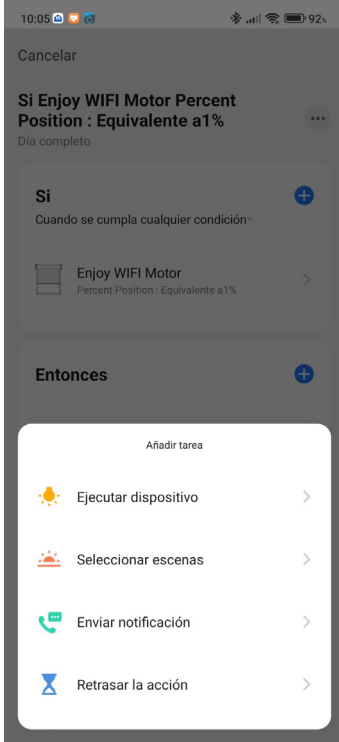 10:05 92%
Cancelar
Si Enjoy WIFI Motor Percent
Position : Equivalente a1%
Día completo
Si
Cuando se cumpla cualquier condición
Enjoy WIFI Motor
Percent Position : Equivalente a1%
Entonces
Añadir tarea
Ejecutar dispositivo
Seleccionar escenas
Enviar notificación
Retrasar la acción